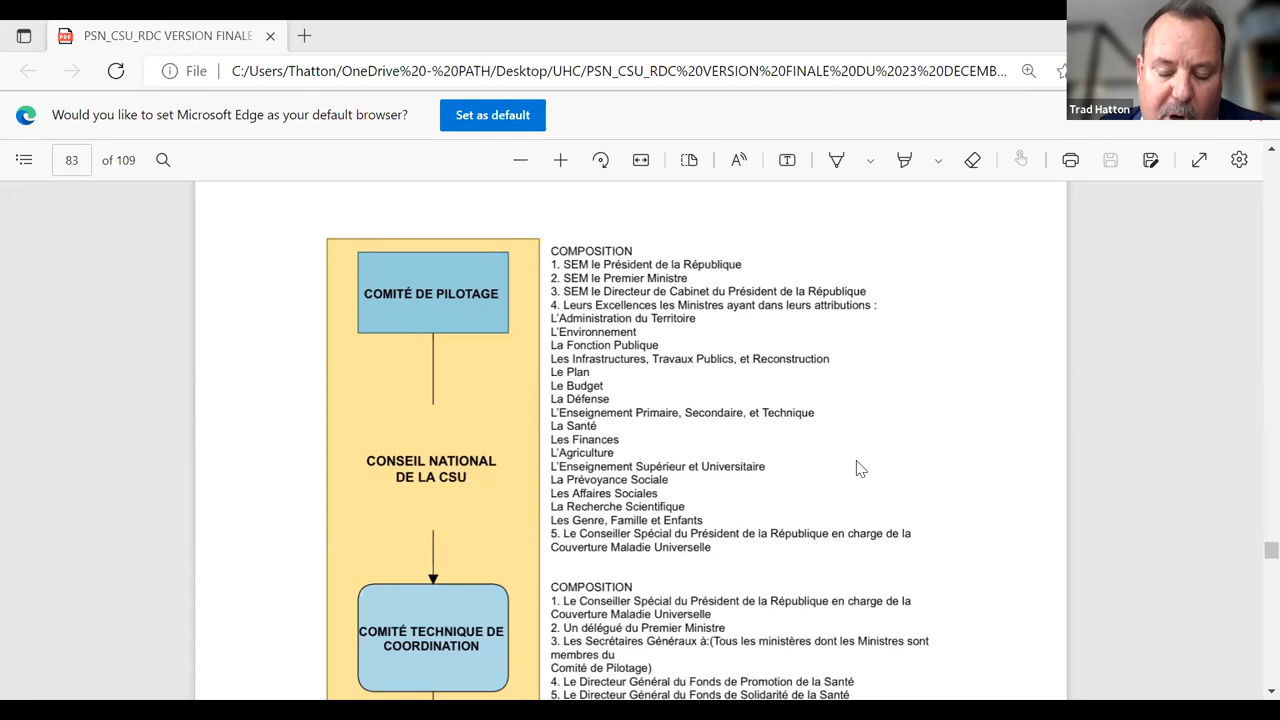 PSN_CSU_RDC VERSION FINALE
File
C:/Users/Thatton/OneDrive%20-%20PATH/Desktop/UHC/PSN_CSU_RDC%20VERSION%20FINALE%20DU%2023%20DECEMB...
Trad Hatton
Would you like to set Microsoft Edge as your default browser?
Set as default
83
of 109
COMITÉ DE PILOTAGE
CONSEIL NATIONAL
DE LA CSU
COMITÉ TECHNIQUE DE
COORDINATION
COMPOSITION
1. SEM le Président de la République
2. SEM le Premier Ministre
3. SEM le Directeur de Cabinet du Président de la République
4. Leurs Excellences les Ministres ayant dans leurs attributions :
L'Administration du Territoire
L'Environnement
La Fonction Publique
Les Infrastructures, Travaux Publics, et Reconstruction
Le Plan
Le Budget
La Défense
L'Enseignement Primaire, Secondaire, et Technique
La Santé
Les Finances
L'Agriculture
L'Enseignement Supérieur et Universitaire
La Prévoyance Sociale
Les Affaires Sociales
La Recherche Scientifique
Les Genre, Famille et Enfants
5. Le Conseiller Spécial du Président de la République en charge de la
Couverture Maladie Universelle
COMPOSITION
1. Le Conseiller Spécial du Président de la République en charge de la
Couverture Maladie Universelle
2. Un délégué du Premier Ministre
3. Les Secrétaires Généraux à:(Tous les ministères dont les Ministres sont
membres du
Comité de Pilotage)
4. Le Directeur Général du Fonds de Promotion de la Santé
5. Le Directeur Général du Fonds de Solidarité de la Santé